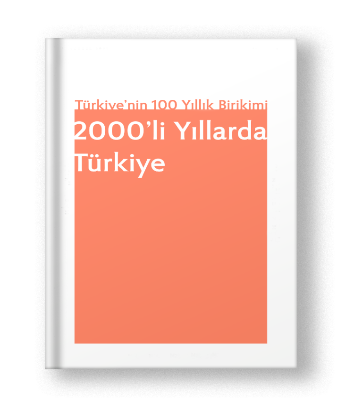 Türkiye'nin 100 Yıllık Birikimi
2000'li Yıllarda
Türkiye